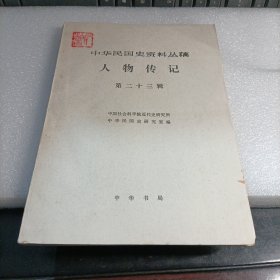 中华民国史资料丛稿
人物传记
第二十三辑
中国社会科学院近代史研究所
中华民国史研究室编
中华书局